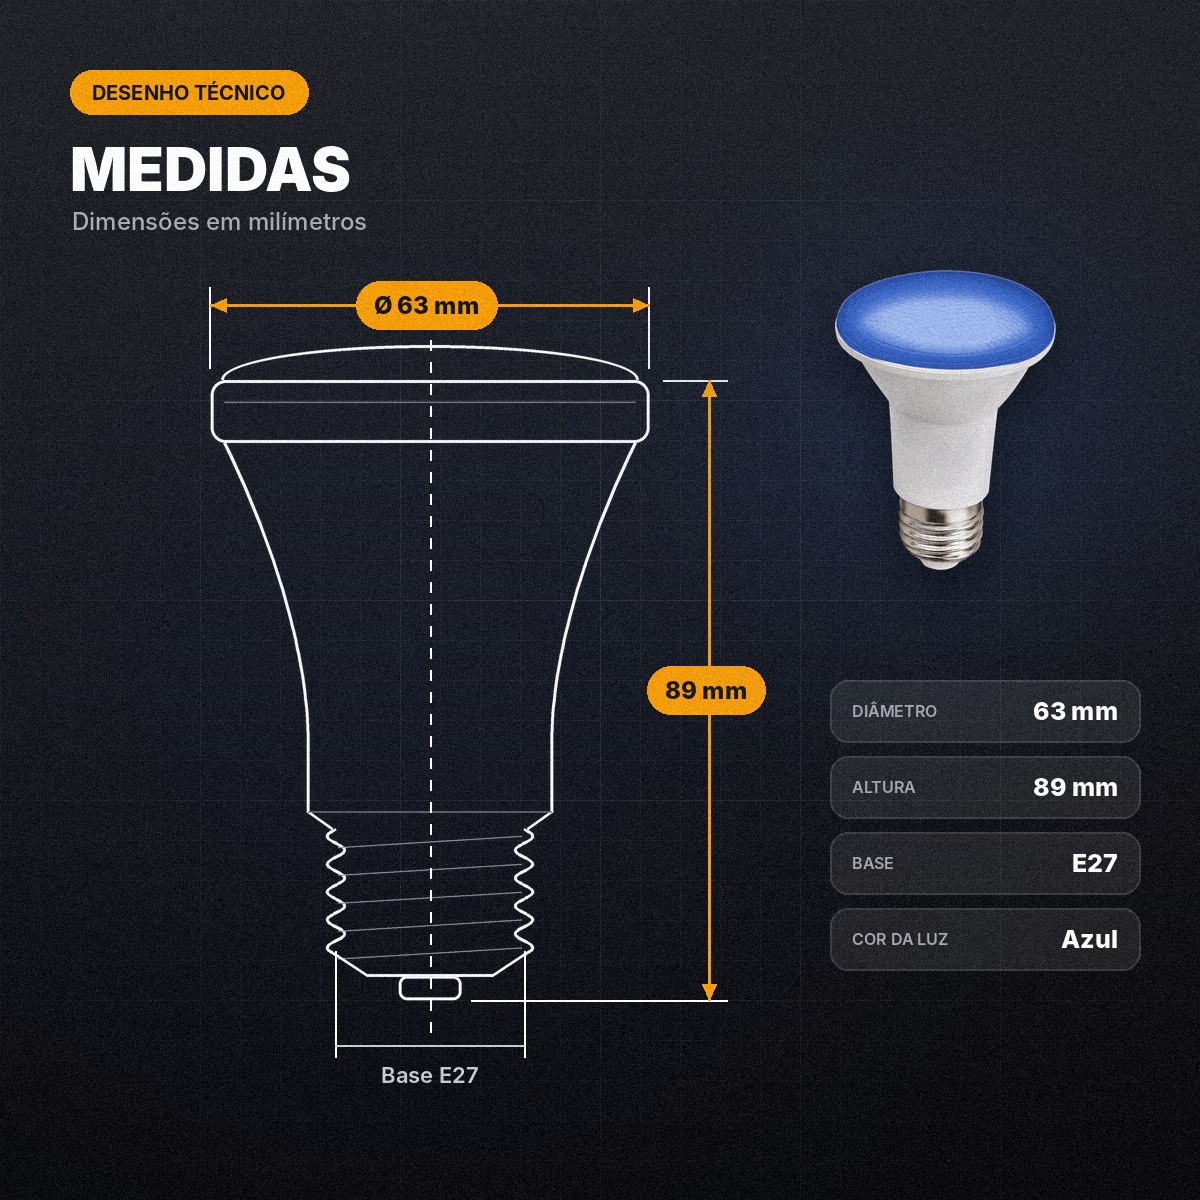 DESENHO TÉCNICO
MEDIDAS
Dimensões em milímetros
Ø 63 mm
89 mm
DIÂMETRO 63 mm
ALTURA 89 mm
BASE E27
COR DA LUZ Azul
Base E27